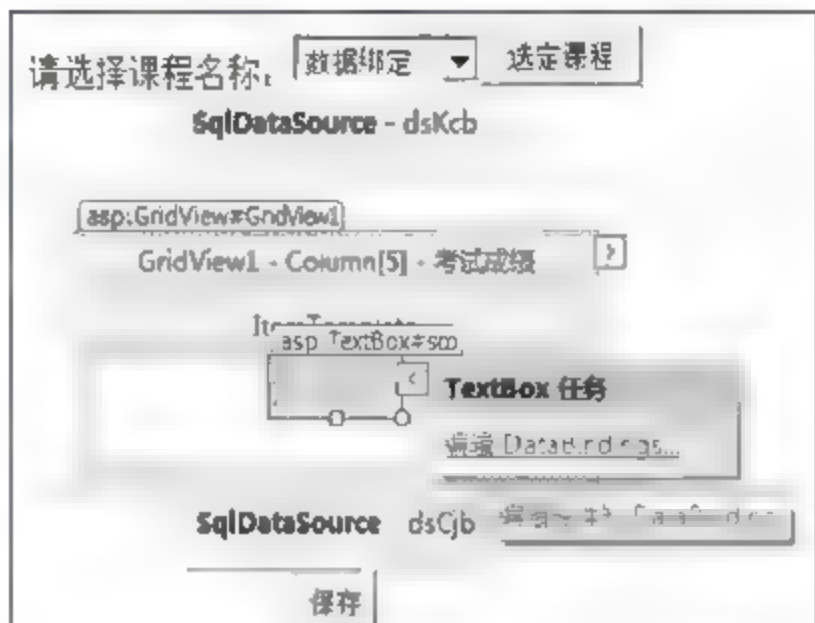 请选择课程名称: 数据绑定 选定课程
SqlDataSource - dsKcb
asp:GridView#GridView1
GridView1 - Column[5] - 考试成绩
ItemTemplate
asp:TextBox#sco
TextBox 任务
编辑 DataBindings...
SqlDataSource dsCjb
保存